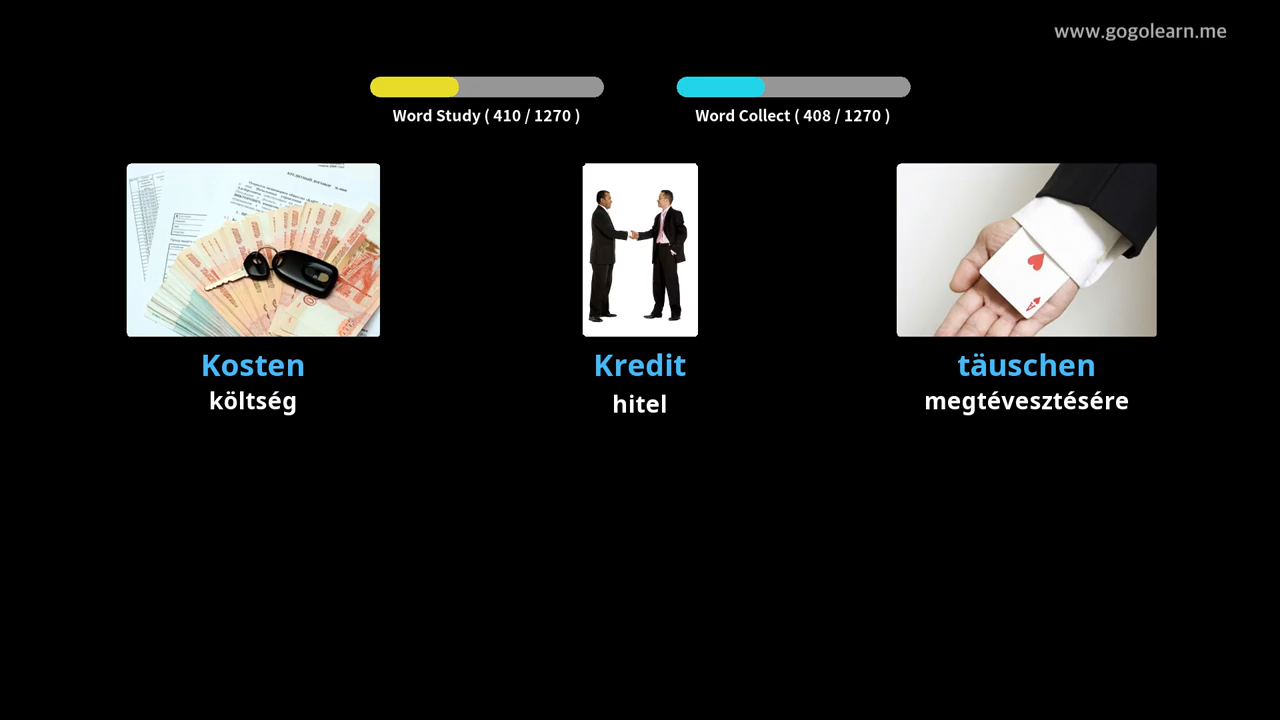 www.gogolearn.me
Word Study ( 410 / 1270 )
Word Collect ( 408 / 1270 )
Kosten
költség
Kredit
hitel
täuschen
megtévesztésére